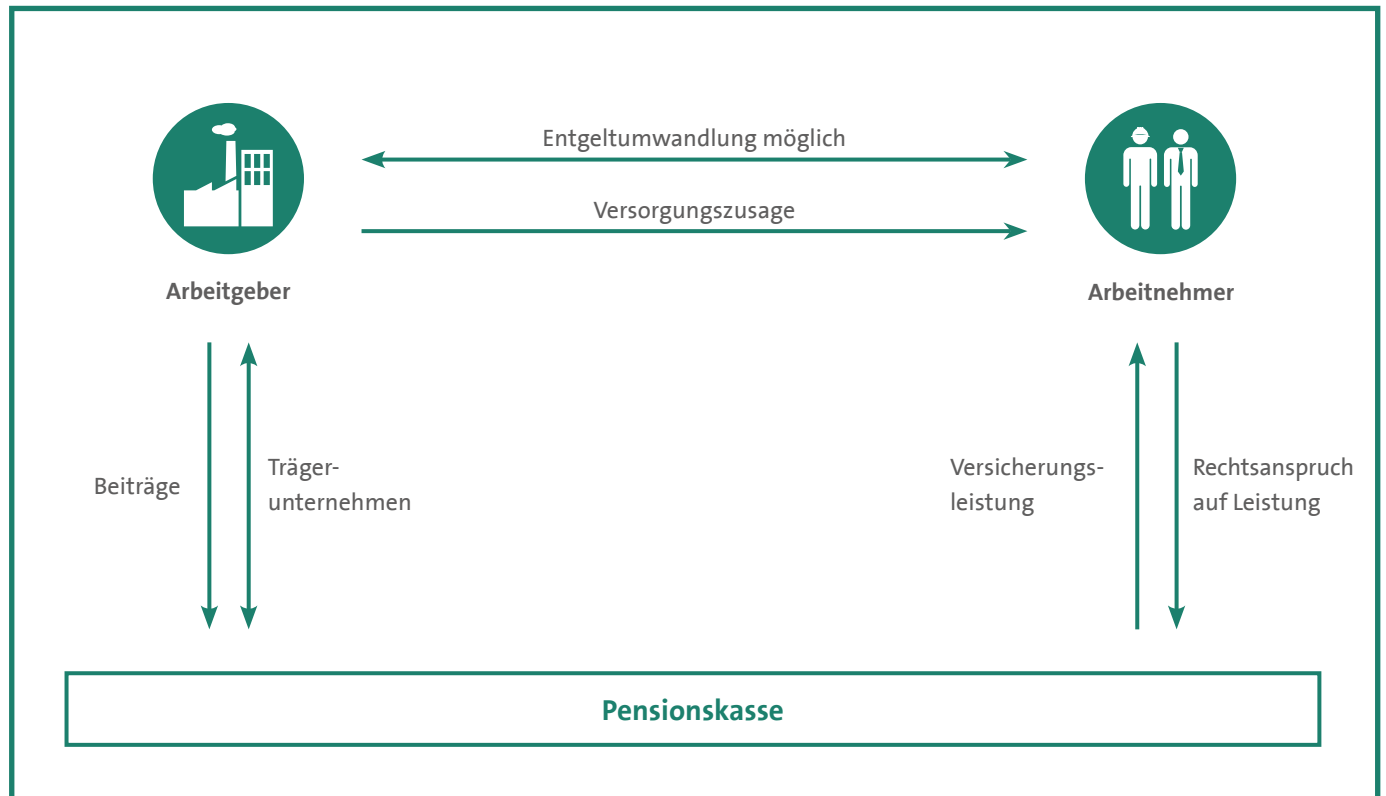 Entgeltumwandlung möglich
Versorgungszusage
Arbeitgeber
Arbeitnehmer
Beiträge
Träger-
unternehmen
Versicherungs-
leistung
Rechtsanspruch
auf Leistung
Pensionskasse